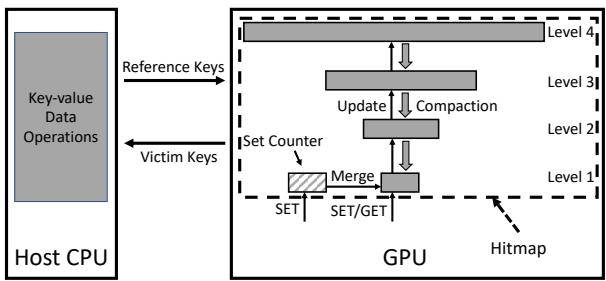 Key-value
Data
Operations
Host CPU
Reference Keys
Victim Keys
Level 4
Level 3
Update
Compaction
Level 2
Set Counter
Merge
Level 1
SET
SET/GET
GPU
Hitmap